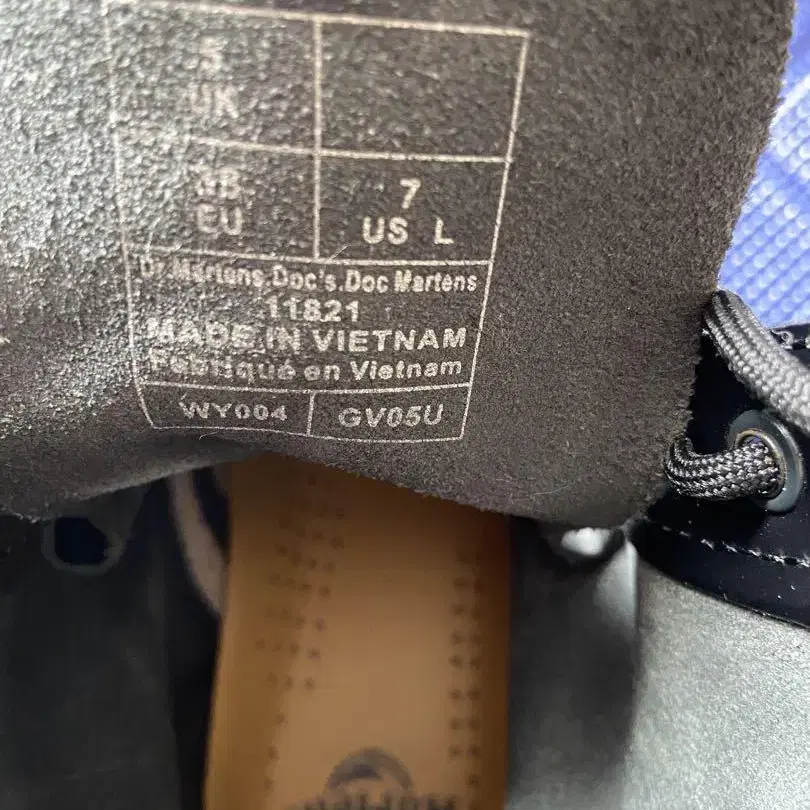 5
UK
EU
7
US L
Dr.Martens.Doc's.Doc Martens
11821
MADE IN VIETNAM
Fabriqué en Vietnam
WY004
GV05U